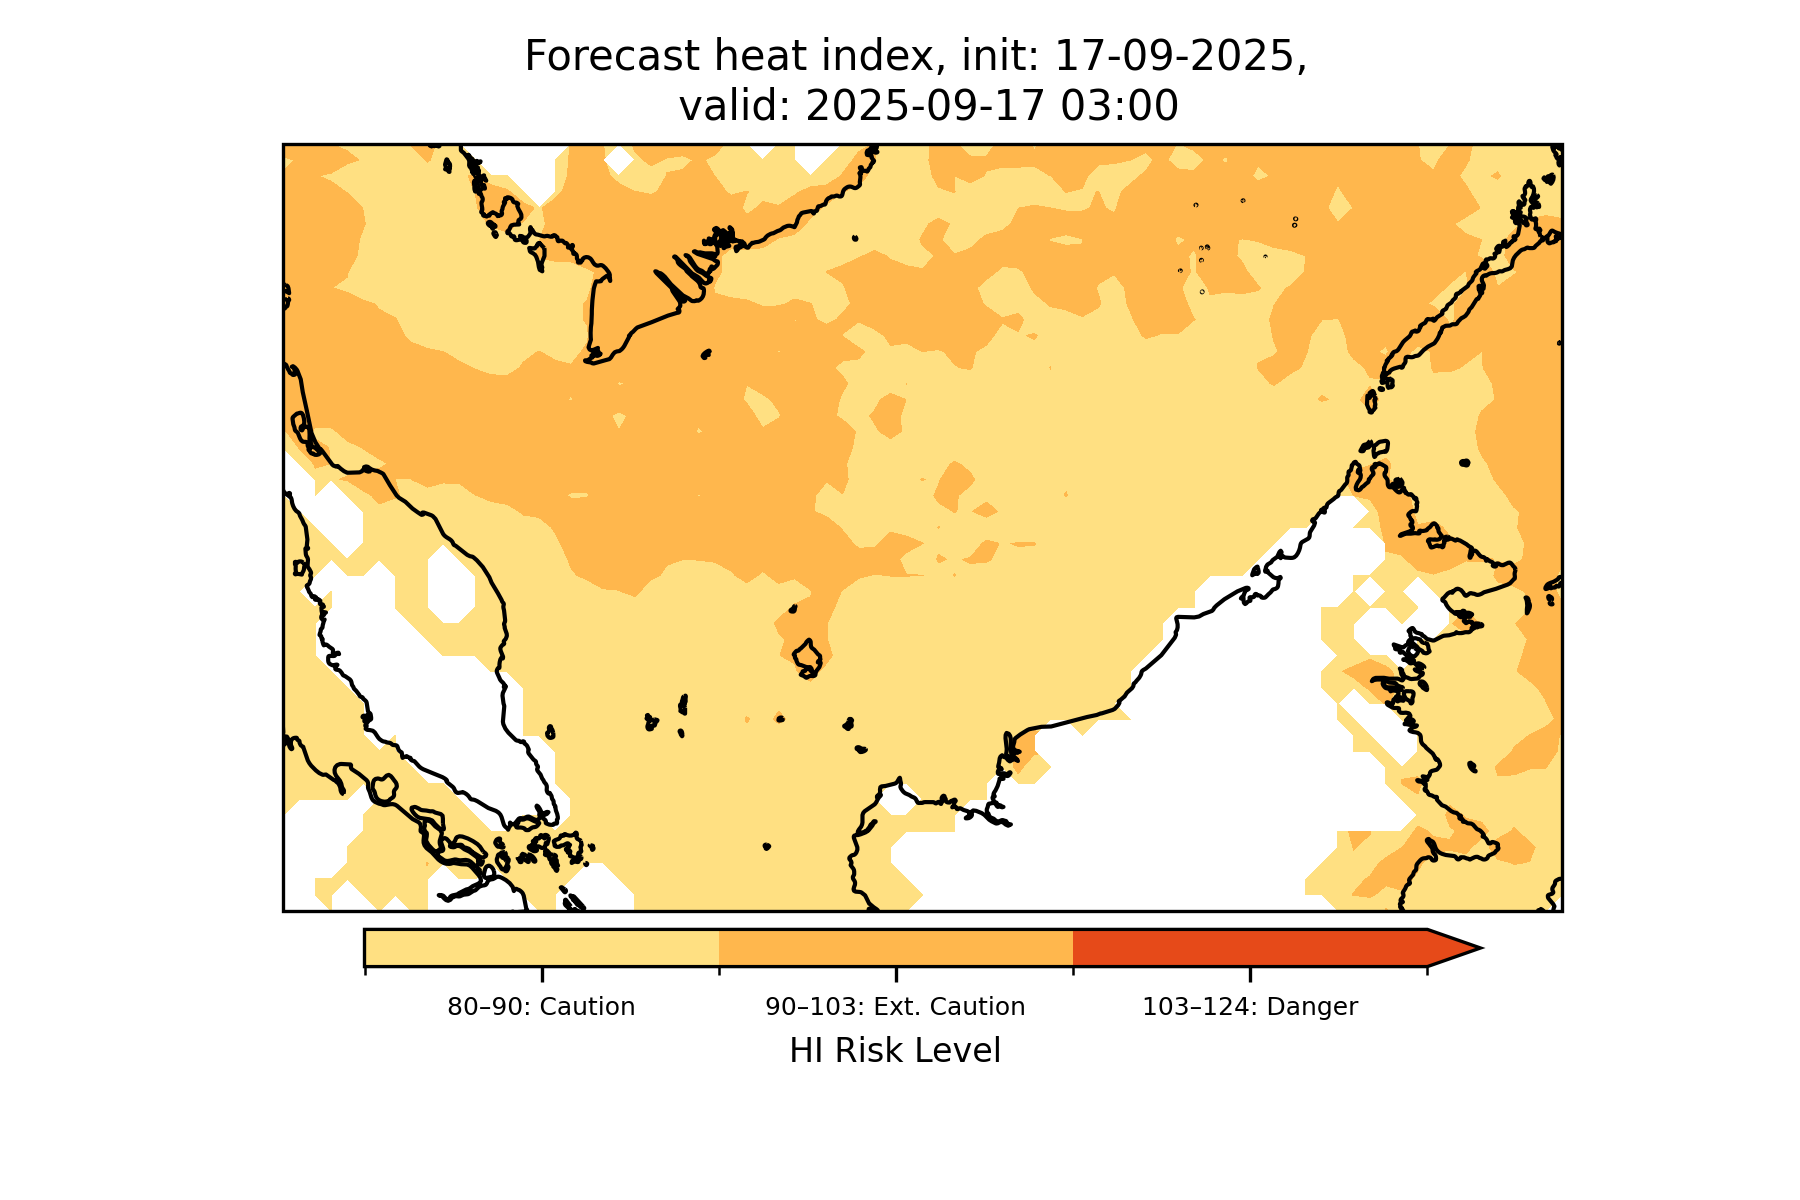 Forecast heat index, init: 17-09-2025,
valid: 2025-09-17 03:00
80–90: Caution
90–103: Ext. Caution
103–124: Danger
HI Risk Level